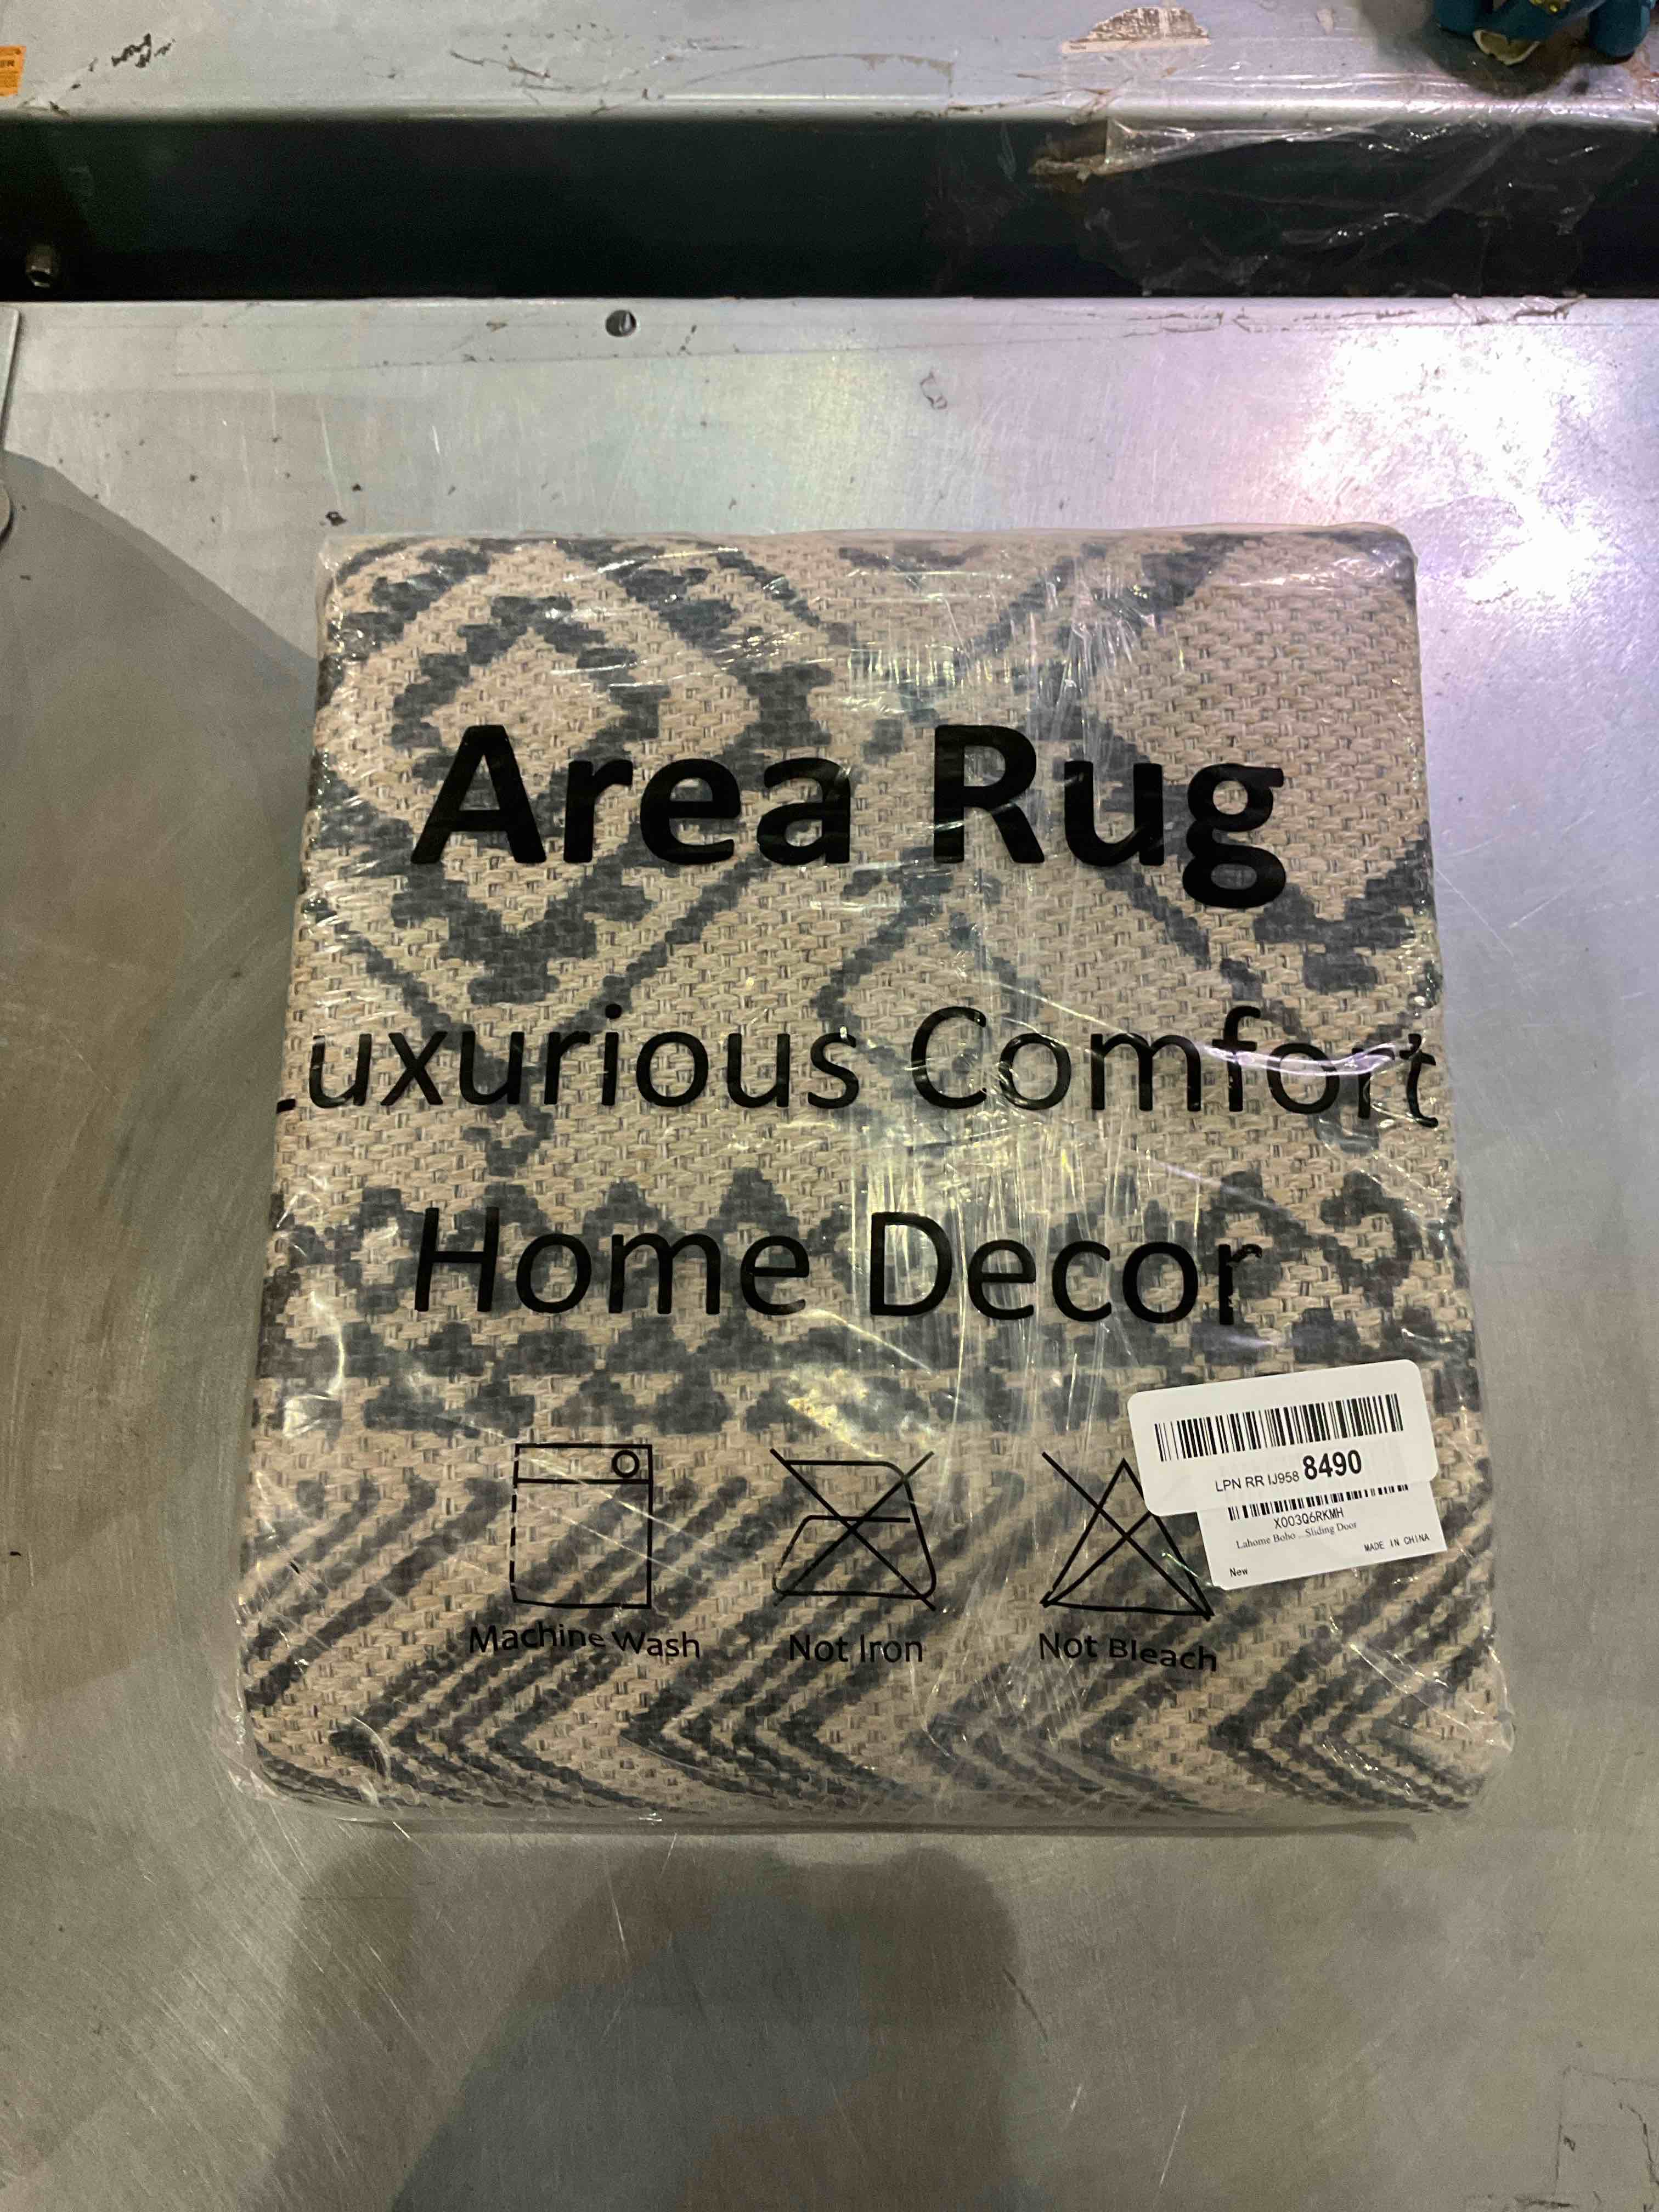 Area Rug
Luxurious Comfort
Home Decor
LPN RR IJ958 8490
X003Q6RKMH
Lahome Boho ...Sliding Door
MADE IN CHINA
New
Machine Wash
Not Iron
Not Bleach